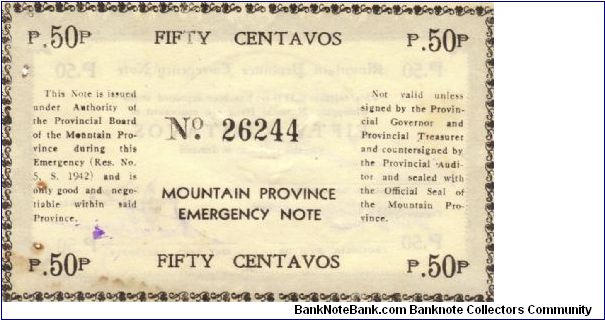 ₱.50₱ FIFTY CENTAVOS ₱.50₱
This Note is issued
under Authority of
the Provincial Board
of the Mountain Pro-
vince during this
Emergency (Res. No.
5, S. 1942) and is
only good and nego-
tiable within said
Province.
Nº 26244
MOUNTAIN PROVINCE
EMERGENCY NOTE
Not valid unless
signed by the Provin-
cial Governor and
Provincial Treasurer
and countersigned by
the Provincial Audi-
tor and sealed with
the Official Seal of
the Mountain Pro-
vince.
₱.50₱ FIFTY CENTAVOS ₱.50₱
BankNoteBank.com Banknote Collectors Community